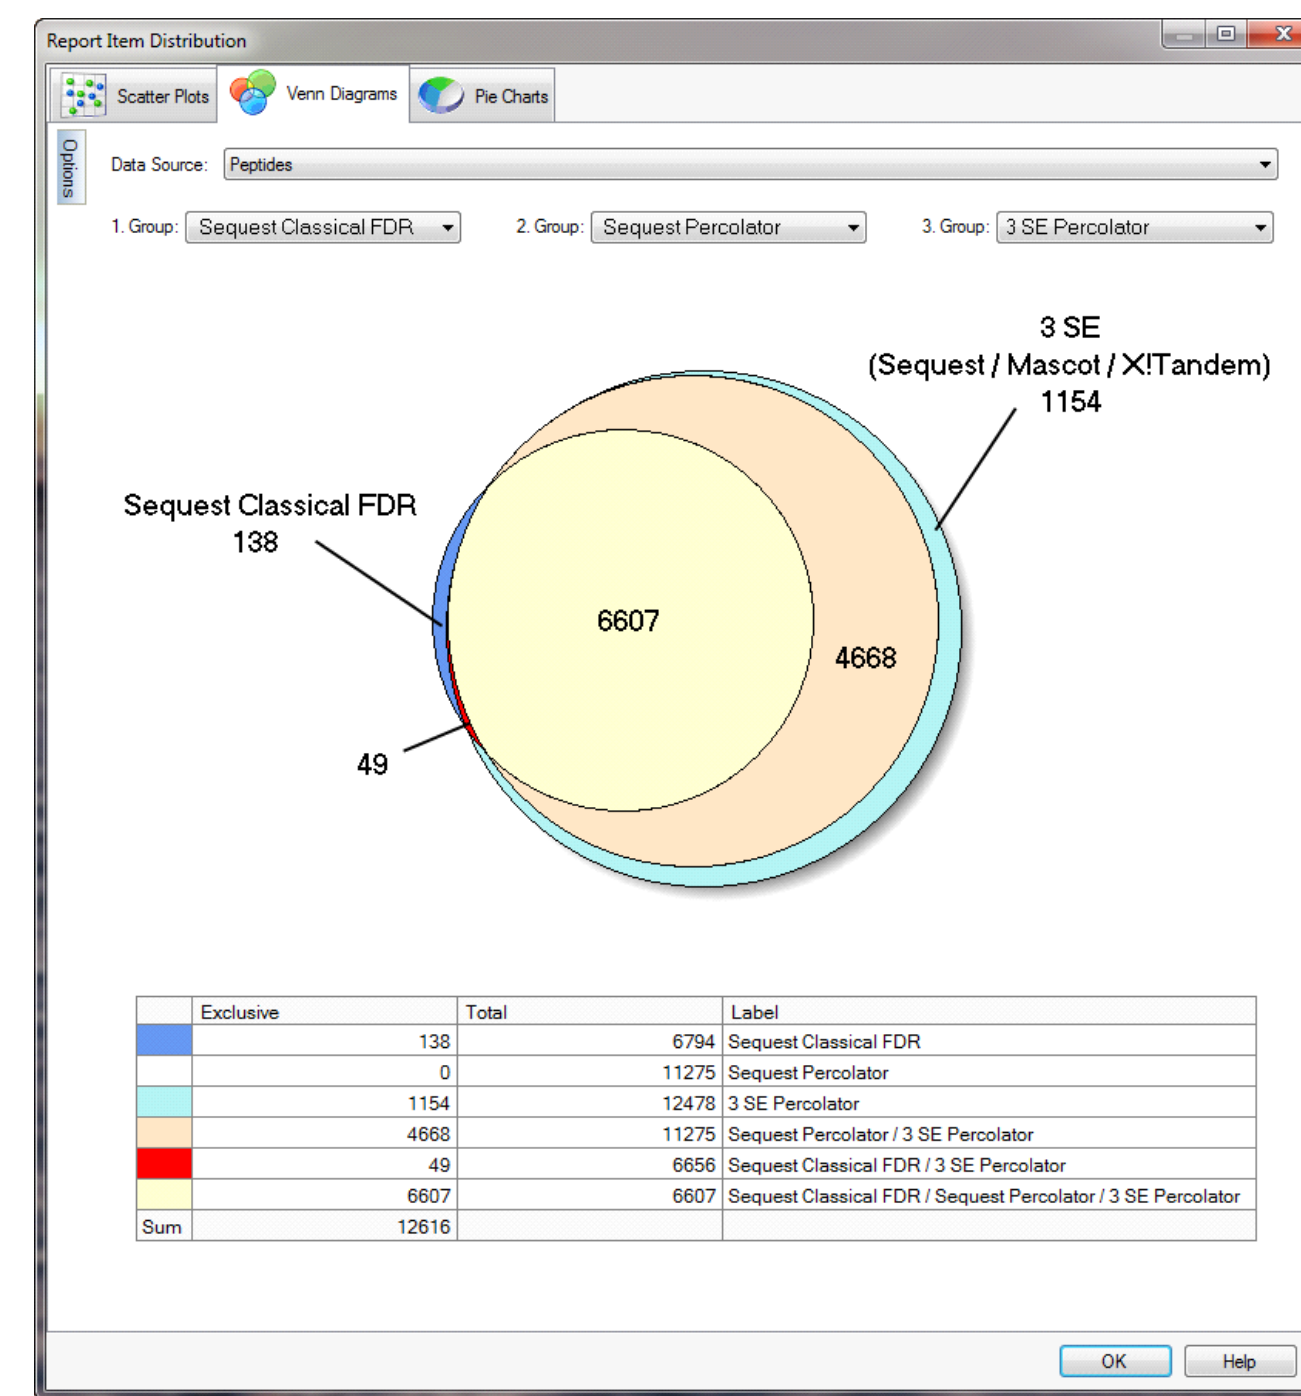 Report Item Distribution
Scatter Plots
Venn Diagrams
Pie Charts
Options
Data Source: Peptides
1. Group: Sequest Classical FDR
2. Group: Sequest Percolator
3. Group: 3 SE Percolator
3 SE
(Sequest / Mascot / X!Tandem)
1154
Sequest Classical FDR
138
6607
4668
49
Exclusive Total Label
138 6794 Sequest Classical FDR
0 11275 Sequest Percolator
1154 12478 3 SE Percolator
4668 11275 Sequest Percolator / 3 SE Percolator
49 6656 Sequest Classical FDR / 3 SE Percolator
6607 6607 Sequest Classical FDR / Sequest Percolator / 3 SE Percolator
Sum 12616
OK Help